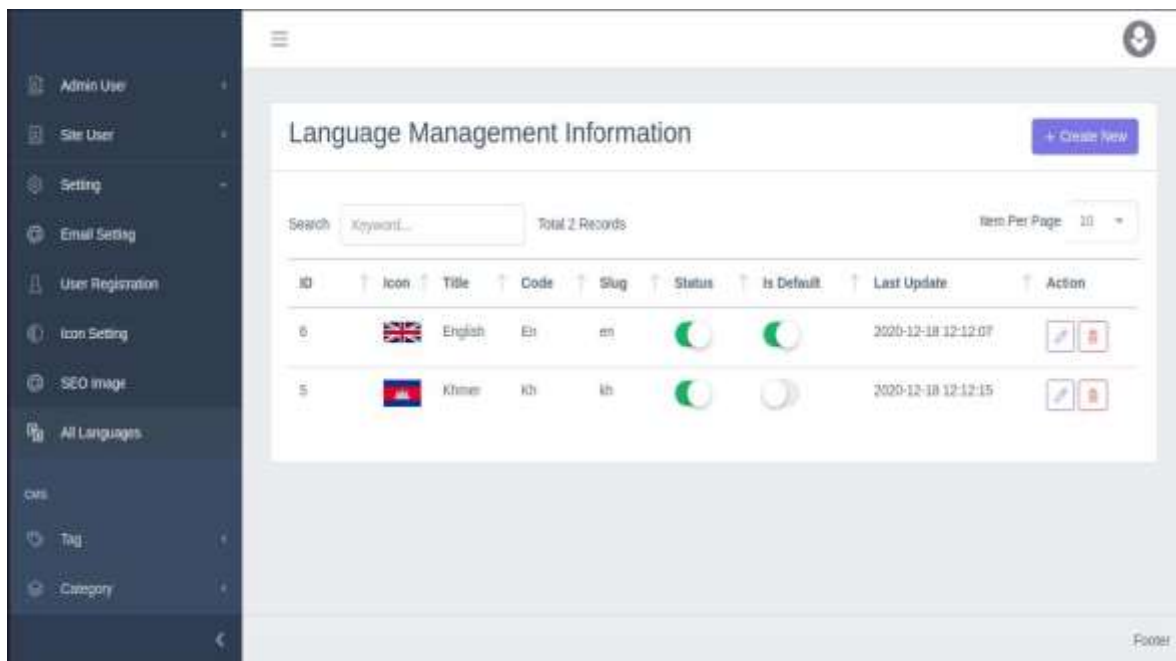 Admin User
Site User
Setting
Email Setting
User Registration
Icon Setting
SEO Image
All Languages
CMS
Tag
Category
Language Management Information
+ Create New
Search Keyword... Total 2 Records Item Per Page 10
ID Icon Title Code Slug Status Is Default Last Update Action
6 English En en 2020-12-18 12:12:07
5 Khmer Kh kh 2020-12-18 12:12:15
Footer